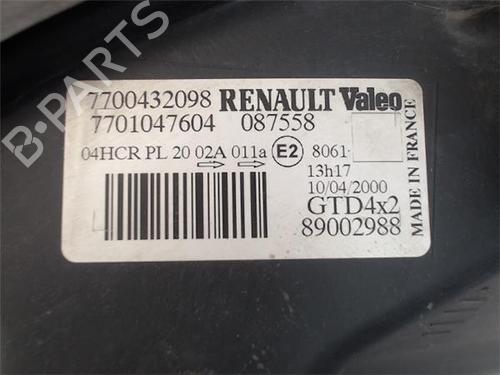 B-PARTS
7700432098 RENAULT Valeo
7701047604 087558
04HCR PL 20 02A 011a E2 8061
13h17
10/04/2000
GTD4x2
89002988
MADE IN FRANCE